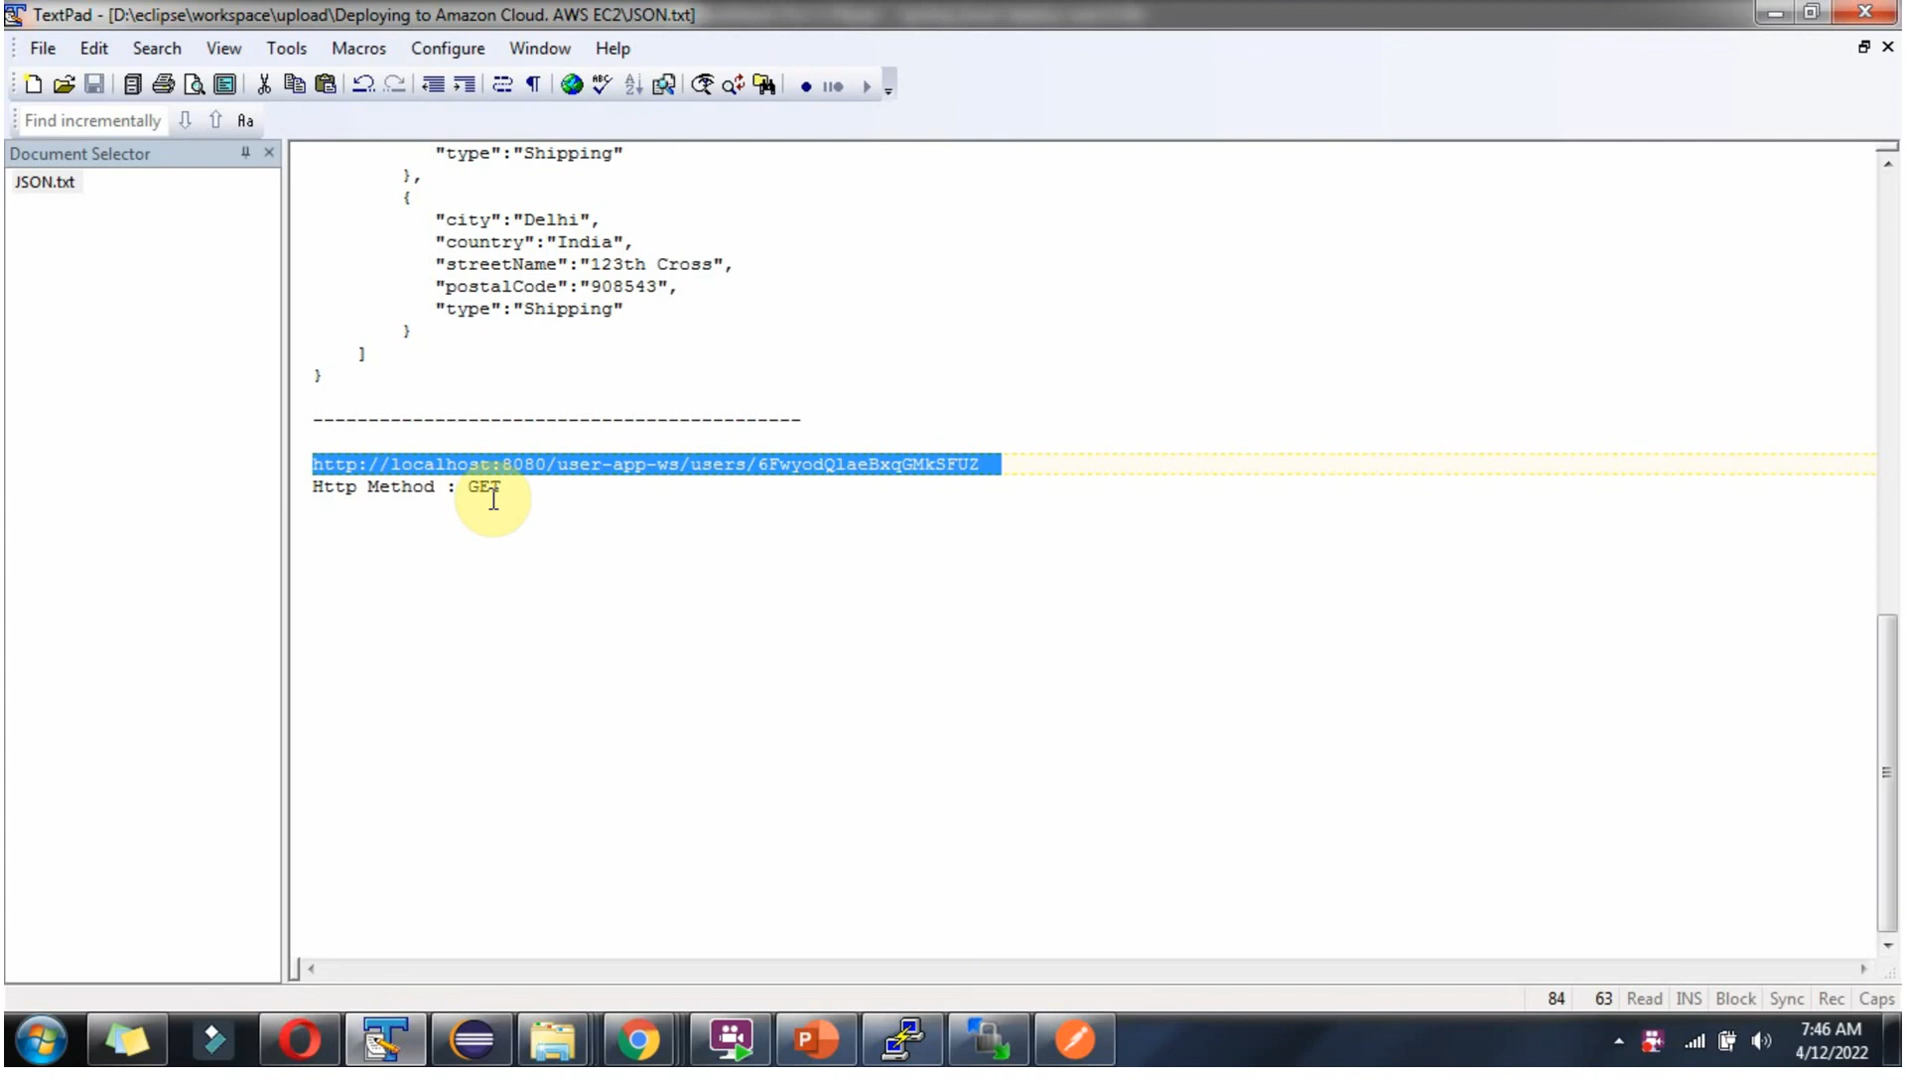 TextPad - [D:\eclipse\workspace\upload\Deploying to Amazon Cloud. AWS EC2\JSON.txt]
File Edit Search View Tools Macros Configure Window Help
Find incrementally
Document Selector
JSON.txt
"type":"Shipping"
},
{
"city":"Delhi",
"country":"India",
"streetName":"123th Cross",
"postalCode":"908543",
"type":"Shipping"
}
]
}
--------------------------------------------
http://localhost:8080/user-app-ws/users/6FwyodQlaeBxqGMkSFUZ
Http Method : GET
84 63 Read INS Block Sync Rec Caps
7:46 AM
4/12/2022